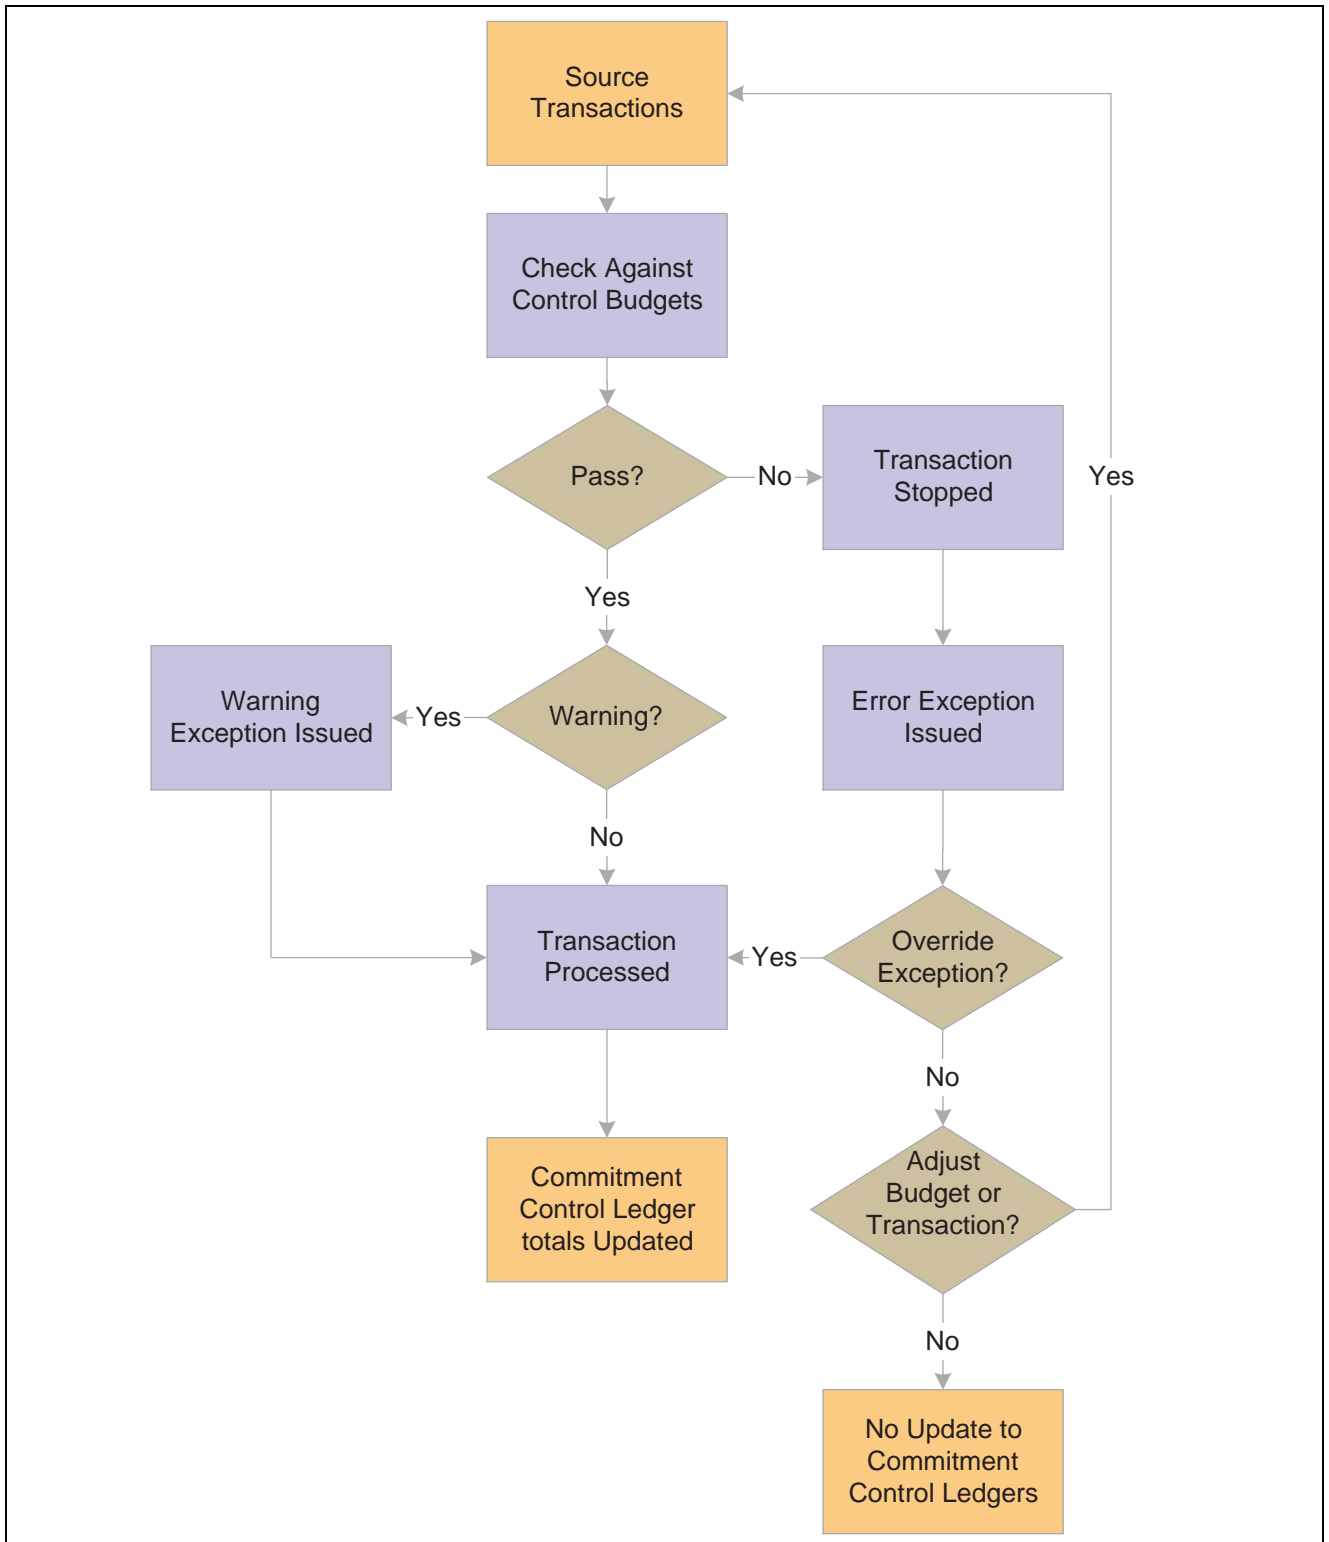 Source
Transactions
Check Against
Control Budgets
Pass?
No
Transaction
Stopped
Yes
Yes
Warning
Exception Issued
Yes
Warning?
Error Exception
Issued
No
Transaction
Processed
Yes
Override
Exception?
No
Commitment
Control Ledger
totals Updated
Adjust
Budget or
Transaction?
No
No Update to
Commitment
Control Ledgers